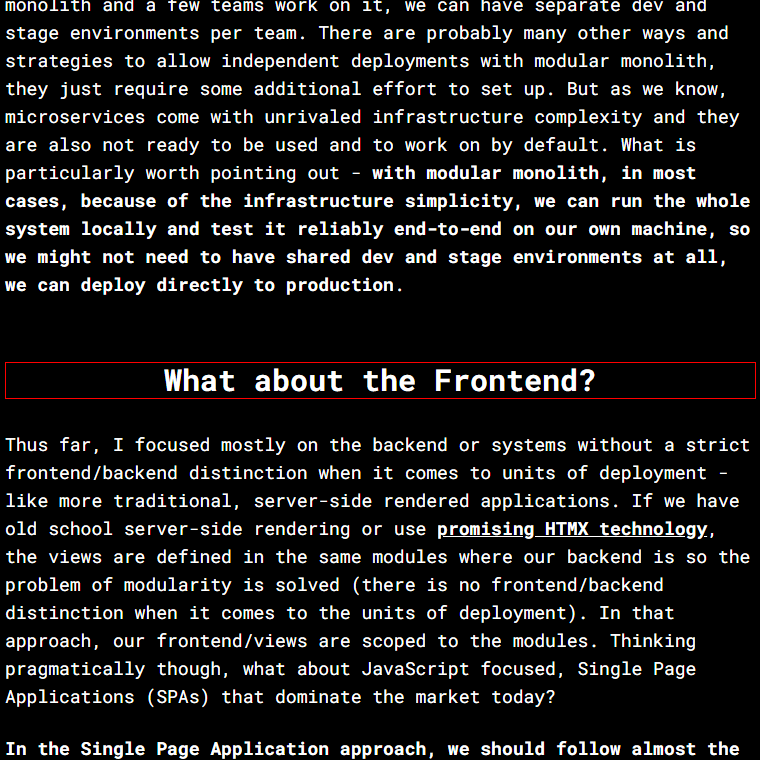 monolith and a few teams work on it, we can have separate dev and
stage environments per team. There are probably many other ways and
strategies to allow independent deployments with modular monolith,
they just require some additional effort to set up. But as we know,
microservices come with unrivaled infrastructure complexity and they
are also not ready to be used and to work on by default. What is
particularly worth pointing out - with modular monolith, in most
cases, because of the infrastructure simplicity, we can run the whole
system locally and test it reliably end-to-end on our own machine, so
we might not need to have shared dev and stage environments at all,
we can deploy directly to production.
What about the Frontend?
Thus far, I focused mostly on the backend or systems without a strict
frontend/backend distinction when it comes to units of deployment -
like more traditional, server-side rendered applications. If we have
old school server-side rendering or use promising HTMX technology,
the views are defined in the same modules where our backend is so the
problem of modularity is solved (there is no frontend/backend
distinction when it comes to the units of deployment). In that
approach, our frontend/views are scoped to the modules. Thinking
pragmatically though, what about JavaScript focused, Single Page
Applications (SPAs) that dominate the market today?
In the Single Page Application approach, we should follow almost the